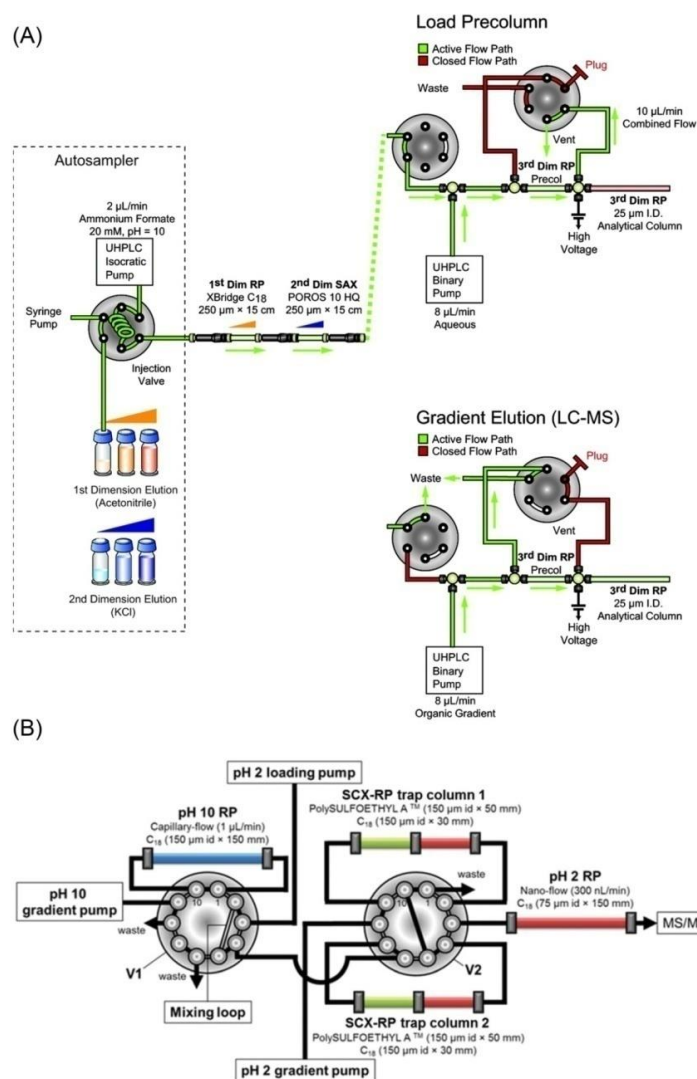 (A)
Load Precolumn
Active Flow Path
Closed Flow Path
Plug
Waste
10 µL/min
Combined Flow
Vent
3rd Dim RP
Precol
3rd Dim RP
25 µm I.D.
Analytical Column
High
Voltage
UHPLC
Binary
Pump
8 µL/min
Aqueous
Autosampler
2 µL/min
Ammonium Formate
20 mM, pH = 10
UHPLC
Isocratic
Pump
Syringe
Pump
Injection
Valve
1st Dim RP
XBridge C18
250 µm × 15 cm
2nd Dim SAX
POROS 10 HQ
250 µm × 15 cm
1st Dimension Elution
(Acetonitrile)
2nd Dimension Elution
(KCl)
Gradient Elution (LC-MS)
Active Flow Path
Closed Flow Path
Plug
Waste
Vent
3rd Dim RP
Precol
3rd Dim RP
25 µm I.D.
Analytical Column
High
Voltage
UHPLC
Binary
Pump
8 µL/min
Organic Gradient
(B)
pH 2 loading pump
pH 10 RP
Capillary-flow (1 µL/min)
C18 (150 µm id × 150 mm)
SCX-RP trap column 1
PolySULFOETHYL A™ (150 µm id × 50 mm)
C18 (150 µm id × 30 mm)
pH 10
gradient pump
10
1
waste
V1
waste
Mixing loop
10
1
waste
V2
pH 2 RP
Nano-flow (300 nL/min)
C18 (75 µm id × 150 mm)
MS/M
SCX-RP trap column 2
PolySULFOETHYL A™ (150 µm id × 50 mm)
C18 (150 µm id × 30 mm)
pH 2 gradient pump